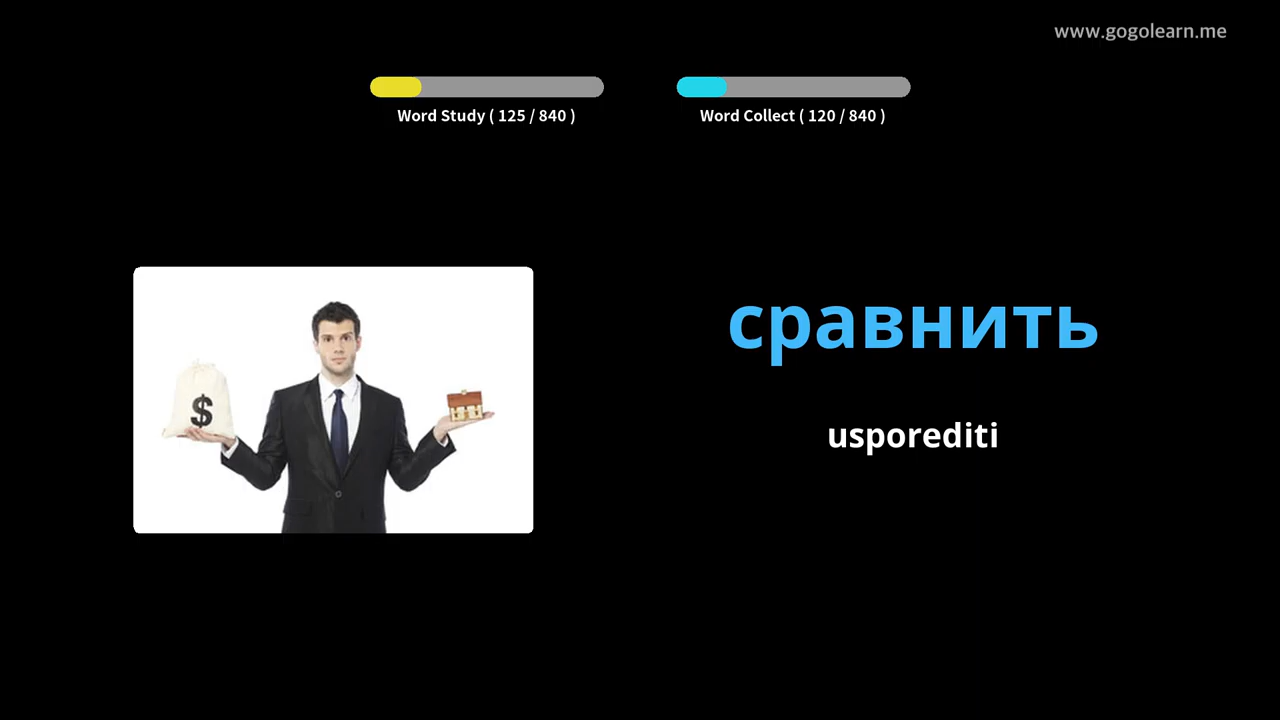 www.gogolearn.me
Word Study ( 125 / 840 )
Word Collect ( 120 / 840 )
$
сравнить
usporediti